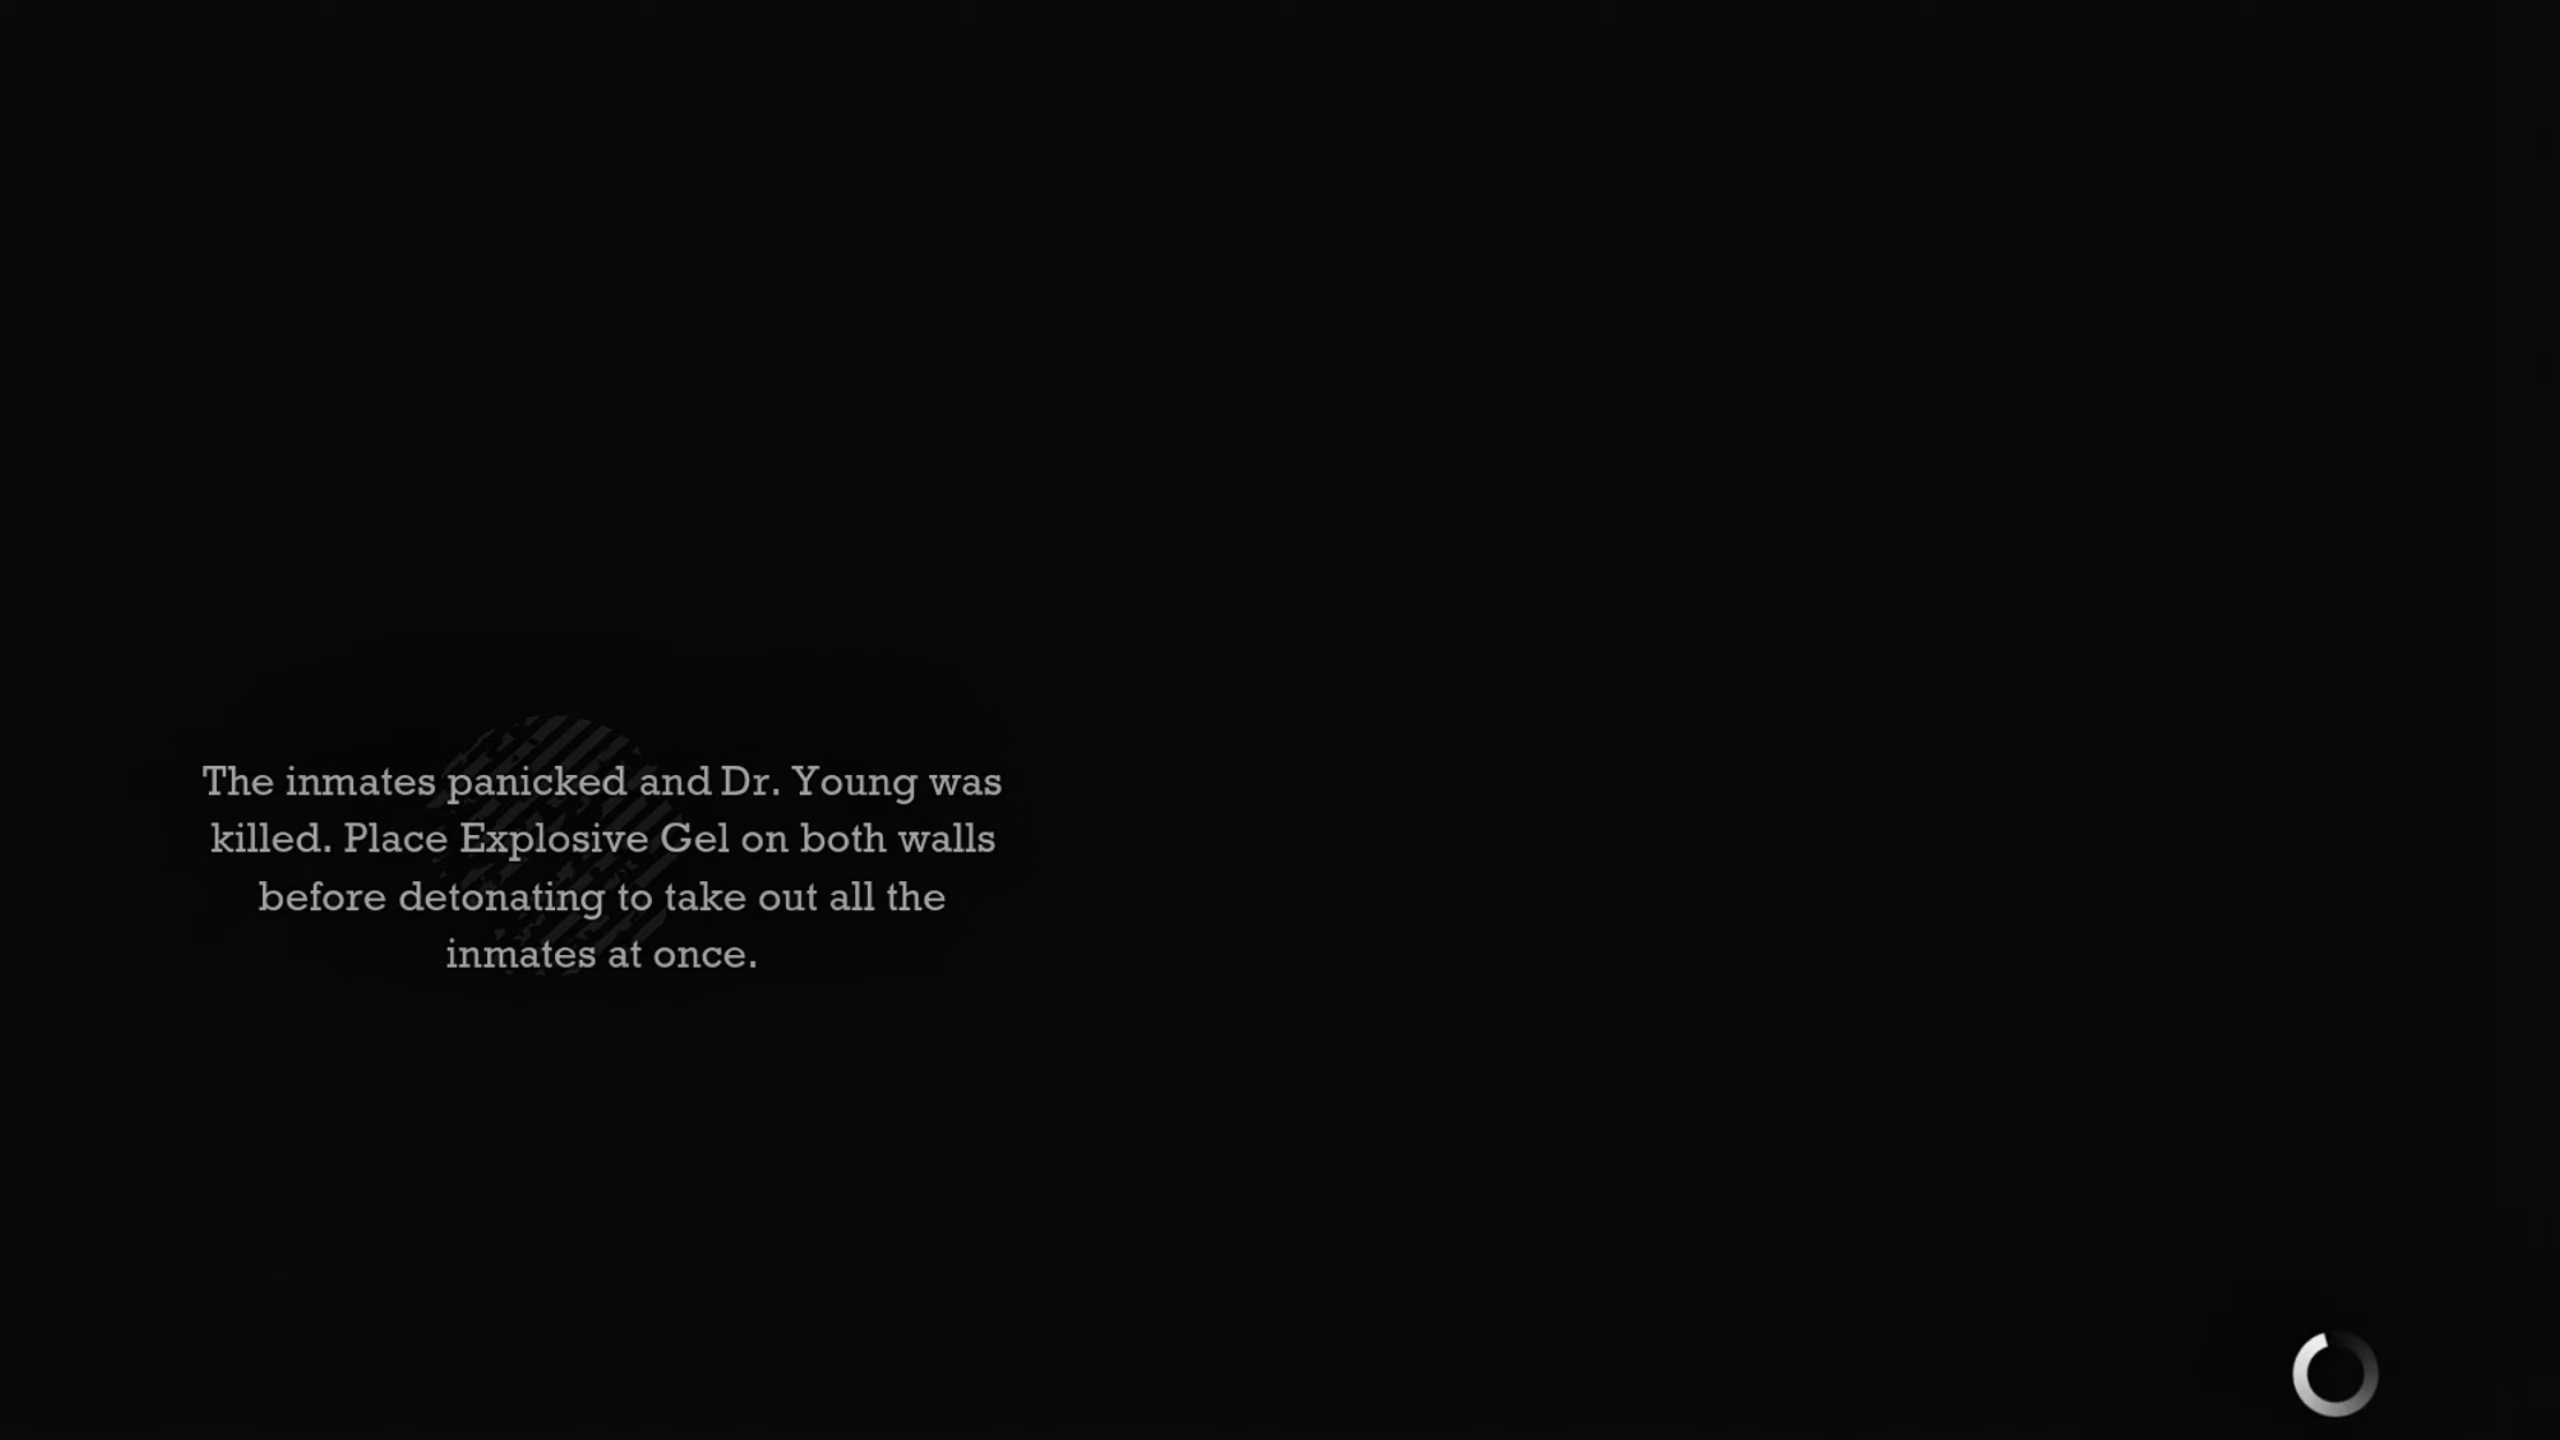 The inmates panicked and Dr. Young was
killed. Place Explosive Gel on both walls
before detonating to take out all the
inmates at once.